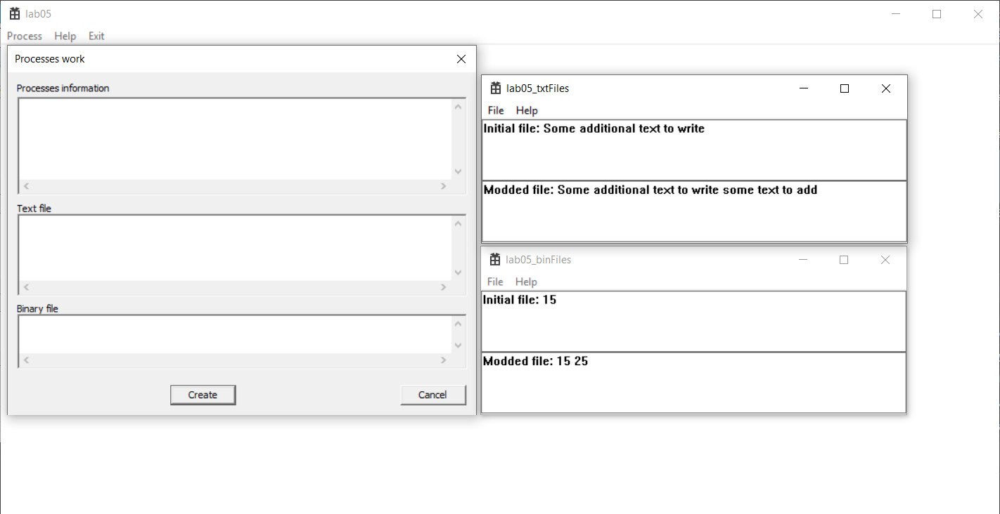 lab05
Process Help Exit
Processes work
Processes information
Text file
Binary file
Create Cancel
lab05_txtFiles
File Help
Initial file: Some additional text to write
Modded file: Some additional text to write some text to add
lab05_binFiles
File Help
Initial file: 15
Modded file: 15 25